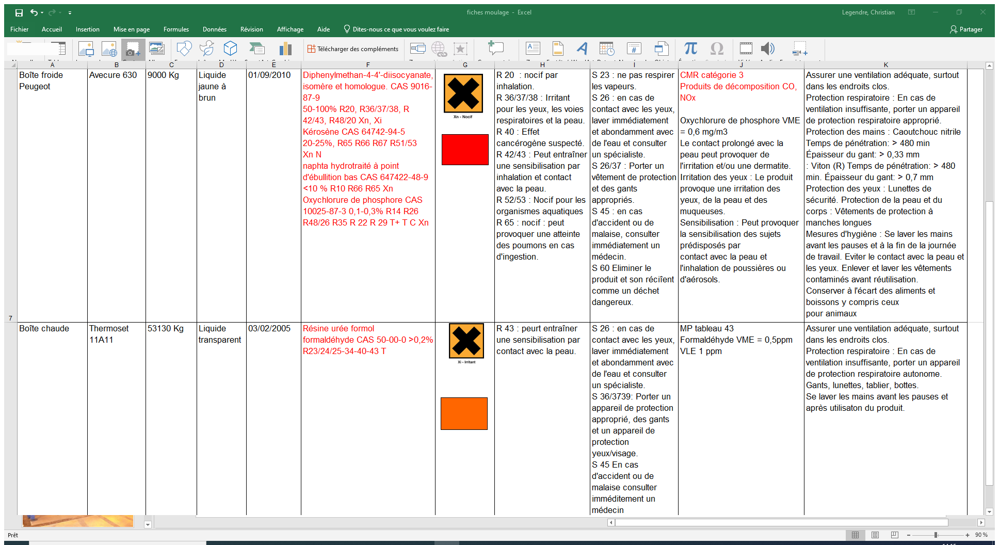 fiches moulage - Excel
Legendre, Christian
Fichier Accueil Insertion Mise en page Formules Données Révision Affichage Aide Dites-nous ce que vous voulez faire
Partager
Télécharger des compléments
A B C D E F G H I J K
Boîte froide
Peugeot
Avecure 630
9000 Kg
Liquide
jaune à
brun
01/09/2010
Diphenylmethan-4-4'-diisocyanate,
isomère et homologue. CAS 9016-
87-9
50-100% R20, R36/37/38, R
42/43, R48/20 Xn, Xi
Kérosène CAS 64742-94-5
20-25%, R65 R66 R67 R51/53
Xn N
naphta hydrotraité à point
d'ébullition bas CAS 647422-48-9
<10 % R10 R66 R65 Xn
Oxychlorure de phosphore CAS
10025-87-3 0,1-0,3% R14 R26
R48/26 R35 R 22 R 29 T+ T C Xn
Xn - Nocif
R 20 : nocif par
inhalation.
R 36/37/38 : Irritant
pour les yeux, les voies
respiratoires et la peau.
R 40 : Effet
cancérogène suspecté.
R 42/43 : Peut entraîner
une sensibilisation par
inhalation et contact
avec la peau.
R 52/53 : Nocif pour les
organismes aquatiques
R 65 : nocif : peut
provoquer une atteinte
des poumons en cas
d'ingestion.
S 23 : ne pas respirer
les vapeurs.
S 26 : en cas de
contact avec les yeux,
laver immédiatement
et abondamment avec
de l'eau et consulter
un spécialiste.
S 26/37 : Porter un
vêtement de protection
et des gants
appropriés.
S 45 : en cas
d'accident ou de
malaise, consulter
immédiatement un
médecin.
S 60 Eliminer le
produit et son réciîent
comme un déchet
dangereux.
CMR catégorie 3
Produits de décomposition CO,
NOx
Oxychlorure de phosphore VME
= 0,6 mg/m3
Le contact prolongé avec la
peau peut provoquer de
l'irritation et/ou une dermatite.
Irritation des yeux : Le produit
provoque une irritation des
yeux, de la peau et des
muqueuses.
Sensibilisation : Peut provoquer
la sensibilisation des sujets
prédisposés par
contact avec la peau et
l'inhalation de poussières ou
d'aérosols.
Assurer une ventilation adéquate, surtout
dans les endroits clos.
Protection respiratoire : En cas de
ventilation insuffisante, porter un appareil
de protection respiratoire approprié.
Protection des mains : Caoutchouc nitrile
Temps de pénétration: > 480 min
Épaisseur du gant: > 0,33 mm
: Viton (R) Temps de pénétration: > 480
min. Épaisseur du gant: > 0,7 mm
Protection des yeux : Lunettes de
sécurité. Protection de la peau et du
corps : Vêtements de protection à
manches longues
Mesures d'hygiène : Se laver les mains
avant les pauses et à la fin de la journée
de travail. Eviter le contact avec la peau et
les yeux. Enlever et laver les vêtements
contaminés avant réutilisation.
Conserver à l'écart des aliments et
boissons y compris ceux
pour animaux
7
Boîte chaude
Thermoset
11A11
53130 Kg
Liquide
transparent
03/02/2005
Résine urée formol
formaldéhyde CAS 50-00-0 >0,2%
R23/24/25-34-40-43 T
Xi - Irritant
R 43 : peurt entraîner
une sensibilisation par
contact avec la peau.
S 26 : en cas de
contact avec les yeux,
laver immédiatement
et abondamment avec
de l'eau et consulter
un spécialiste.
S 36/3739: Porter un
appareil de protection
approprié, des gants
et un appareil de
protection
yeux/visage.
S 45 En cas
d'accident ou de
malaise consulter
imméditement un
médecin
MP tableau 43
Formaldéhyde VME = 0,5ppm
VLE 1 ppm
Assurer une ventilation adéquate, surtout
dans les endroits clos.
Protection respiratoire : En cas de
ventilation insuffisante, porter un appareil
de protection respiratoire autonome.
Gants, lunettes, tablier, bottes.
Se laver les mains avant les pauses et
après utilisaton du produit.
Prêt
90 %